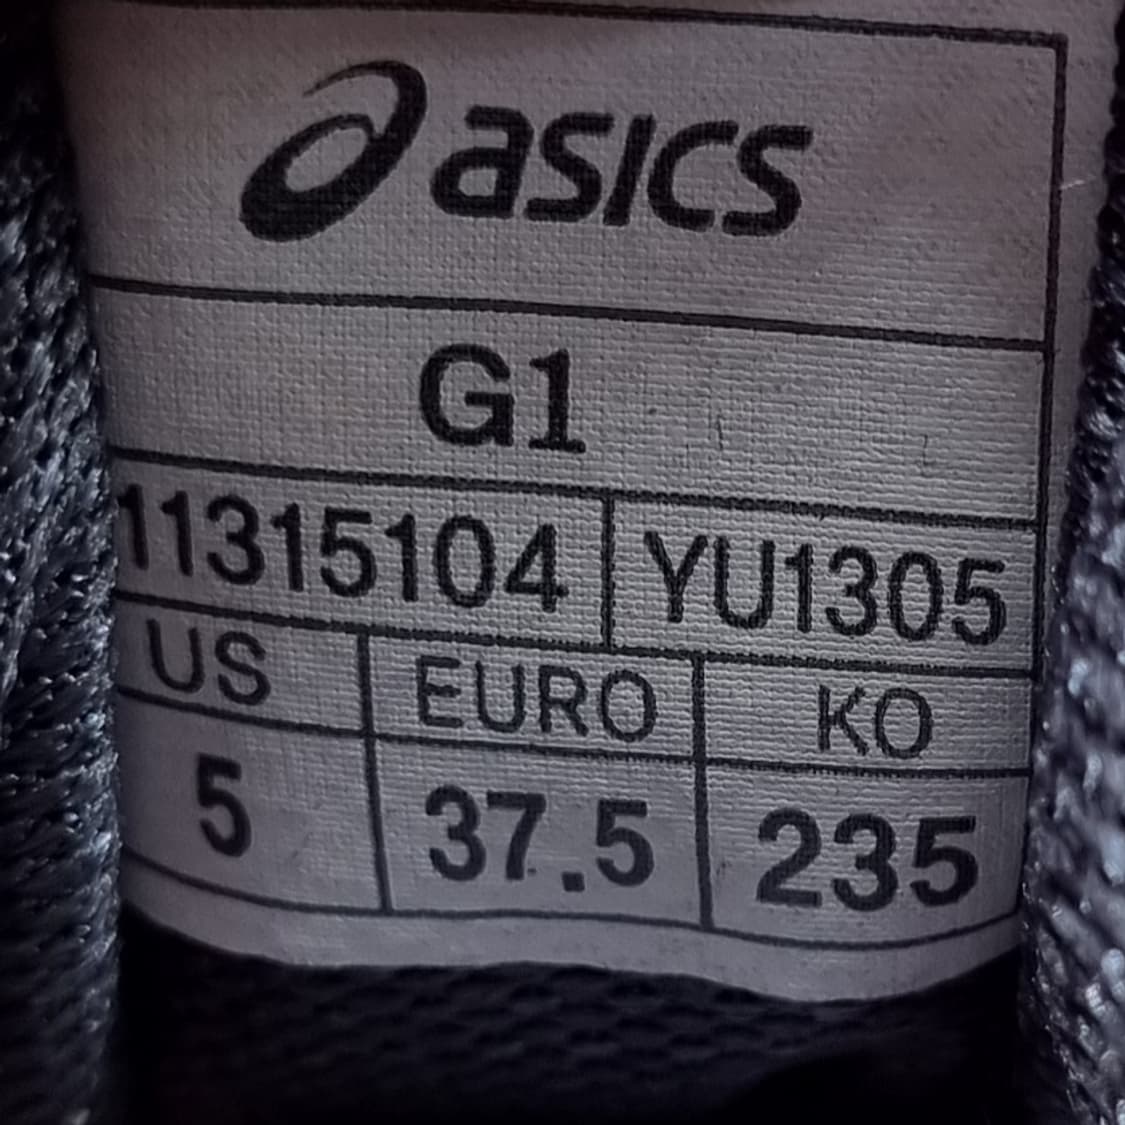 asics
G1
11315104 YU1305
US EURO KO
5 37.5 235